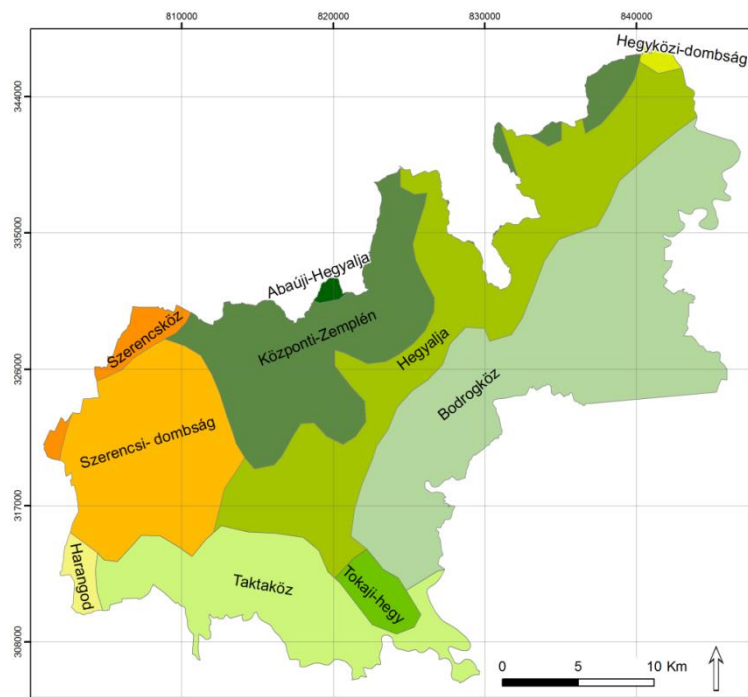 810000
820000
830000
840000
Hegyközi-dombság
344000
335000
Abaúji-Hegyalja
Szerencsköz
Központi-Zemplén
Hegyalja
326000
Bodrogköz
Szerencsi- dombság
317000
Harangod
Taktaköz
Tokaji-hegy
308000
0 5 10 Km